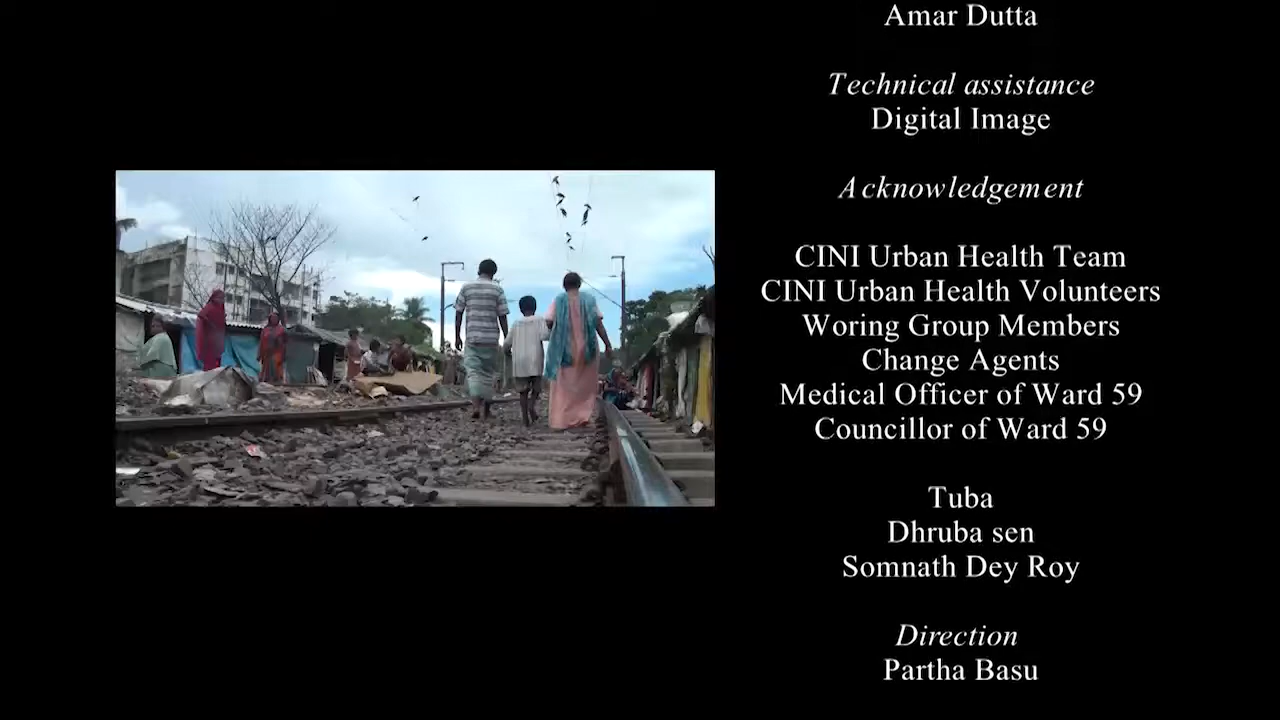 Amar Dutta
Technical assistance
Digital Image
Acknowledgement
CINI Urban Health Team
CINI Urban Health Volunteers
Woring Group Members
Change Agents
Medical Officer of Ward 59
Councillor of Ward 59
Tuba
Dhruba sen
Somnath Dey Roy
Direction
Partha Basu